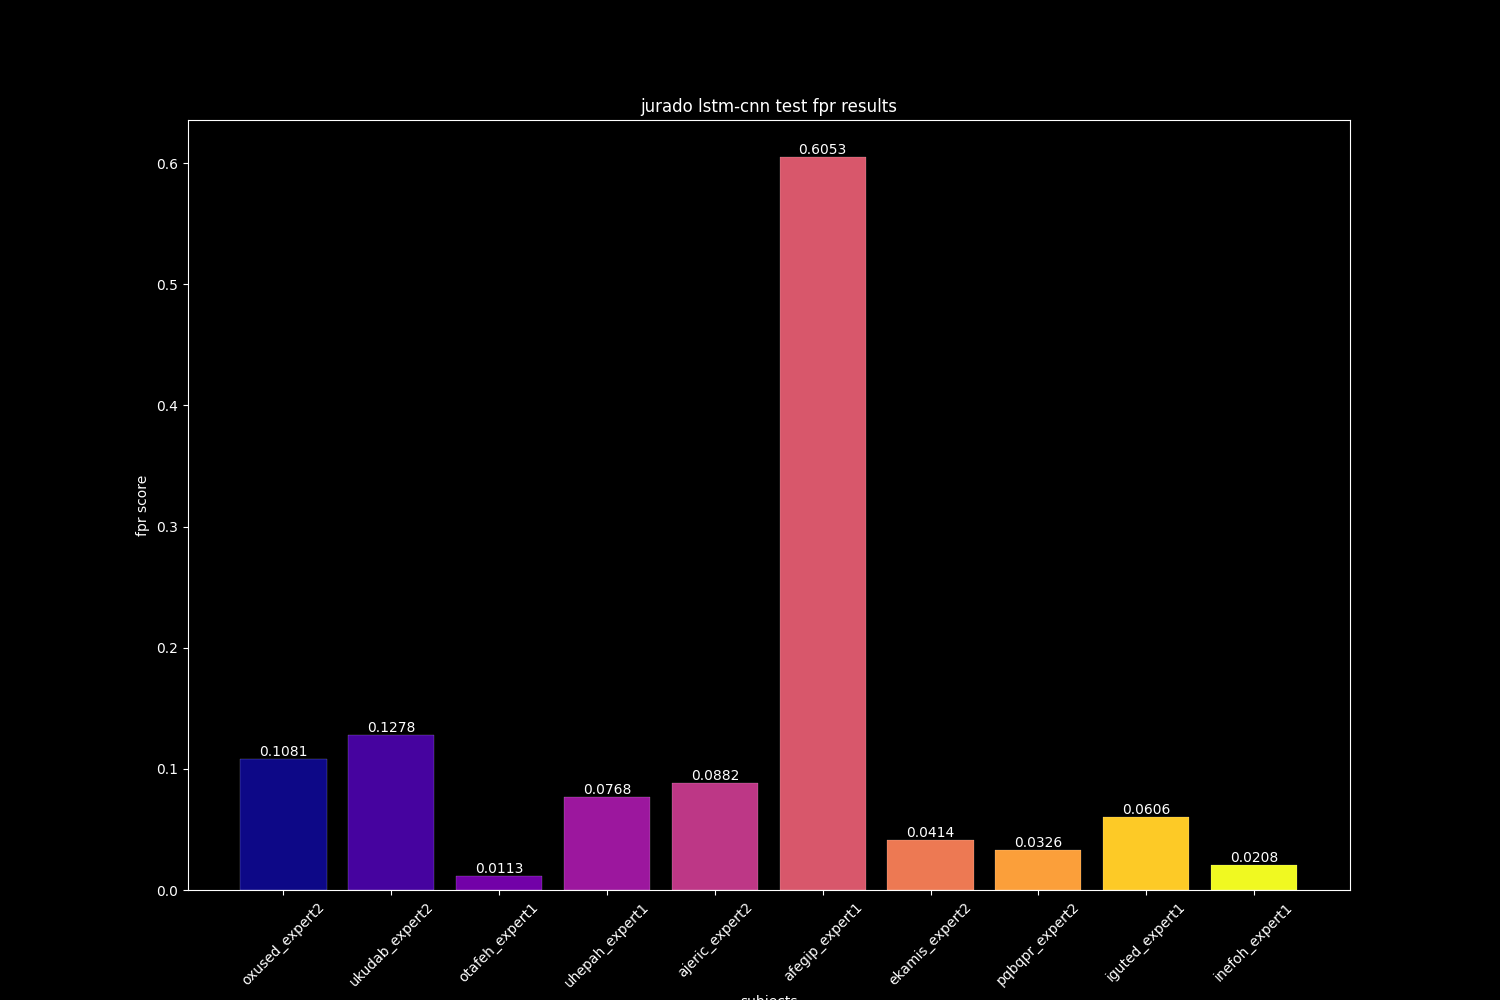 jurado lstm-cnn test fpr results
0.6053
0.6
0.5
0.4
fpr score
0.3
0.2
0.1278
0.1081
0.1
0.0882
0.0768
0.0606
0.0414
0.0326
0.0208
0.0113
0.0
oxused_expert2
ukudab_expert2
otafeh_expert1
uhepah_expert1
ajeric_expert2
afegip_expert1
ekamis_expert2
pqbqpr_expert2
iguted_expert1
inefoh_expert1
subjects